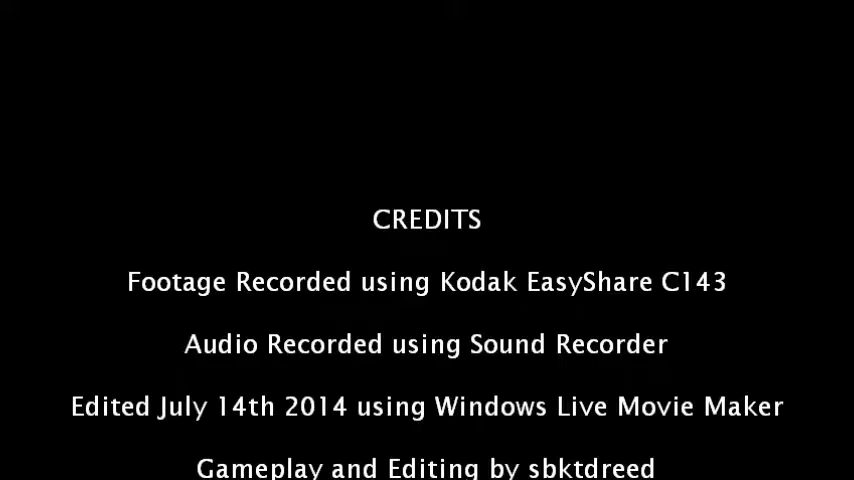 CREDITS
Footage Recorded using Kodak EasyShare C143
Audio Recorded using Sound Recorder
Edited July 14th 2014 using Windows Live Movie Maker
Gameplay and Editing by sbktdreed